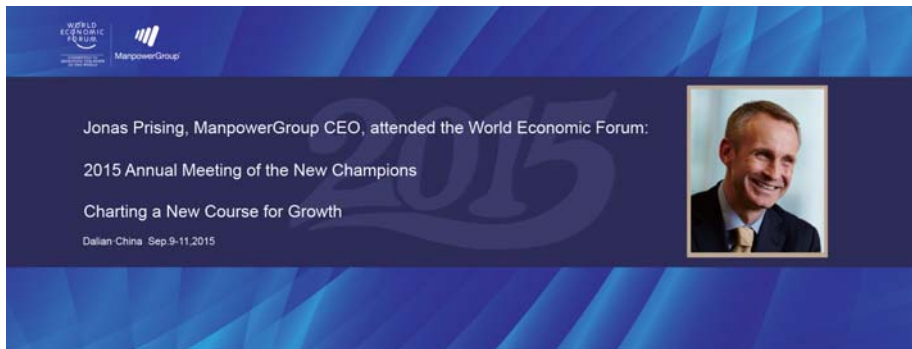 WORLD
ECONOMIC
FORUM
ManpowerGroup
2015
Jonas Prising, ManpowerGroup CEO, attended the World Economic Forum:
2015 Annual Meeting of the New Champions
Charting a New Course for Growth
Dalian·China Sep.9-11,2015